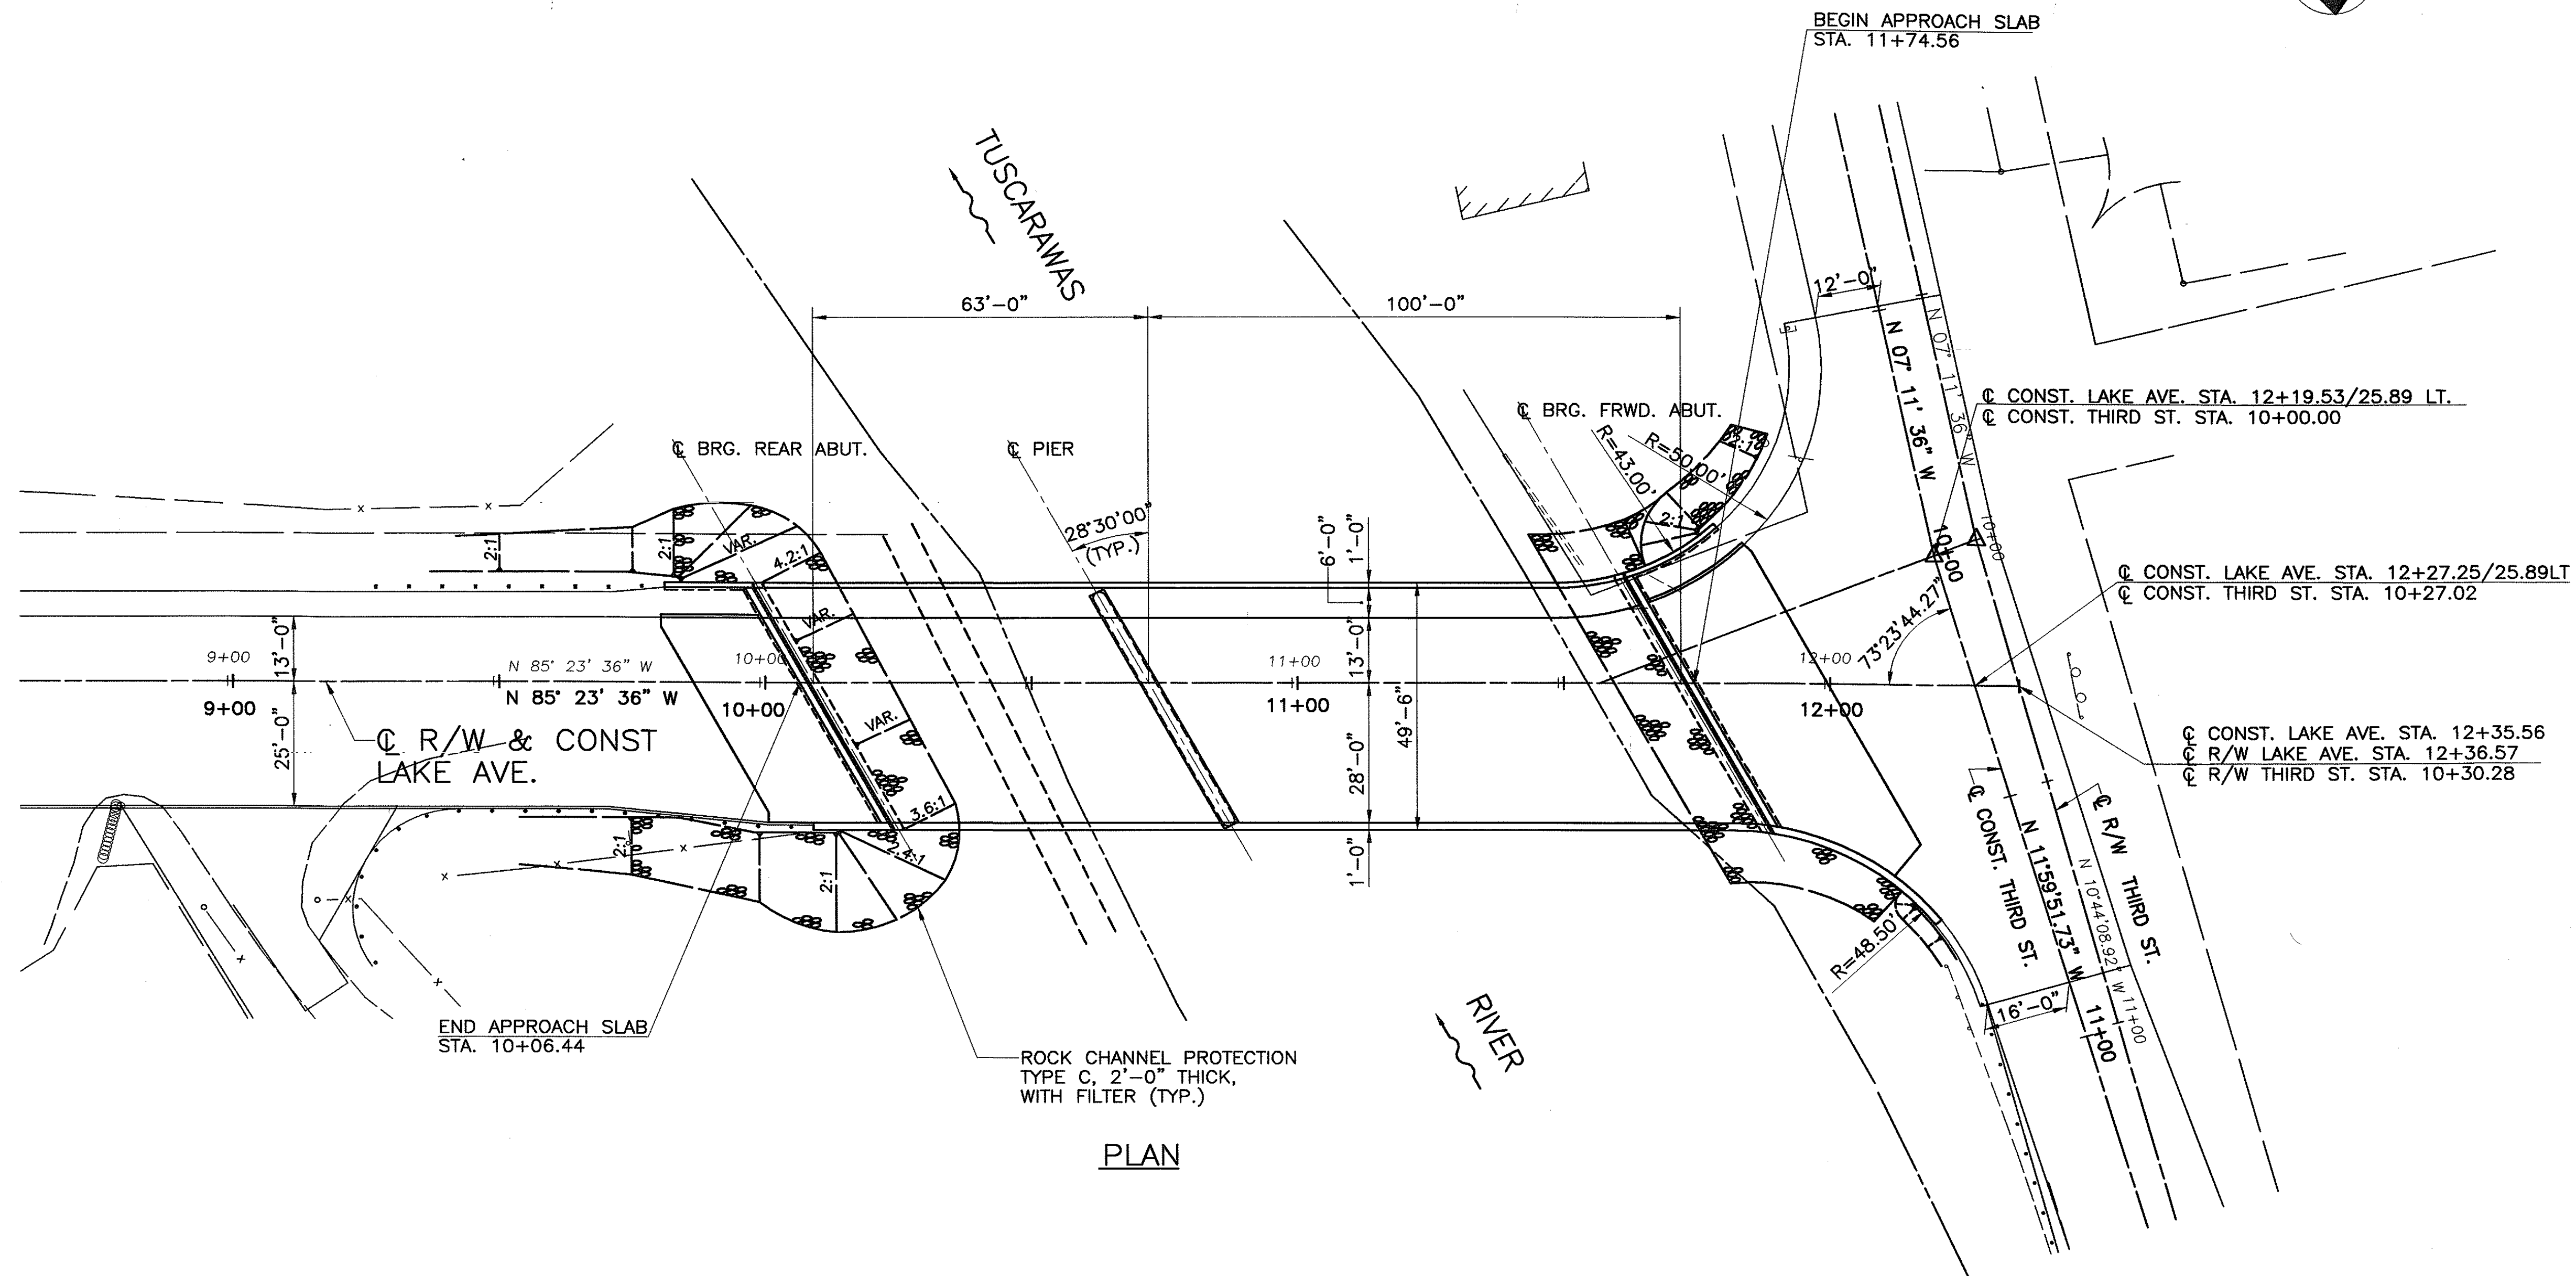 BEGIN APPROACH SLAB
STA. 11+74.56
TUSCARAWAS
63'-0"
100'-0"
12'-0"
N 07° 11' 36" W
N 07° 11' 36" W
℄ CONST. LAKE AVE. STA. 12+19.53/25.89 LT.
℄ CONST. THIRD ST. STA. 10+00.00
℄ BRG. FRWD. ABUT.
R=43.00'
R=50.00'
2:1
2:1
℄ BRG. REAR ABUT.
℄ PIER
28°30'00"
(TYP.)
6'-0"
1'-0"
10+00
10+00
2:1
2:1
VAR.
4.2:1
VAR.
℄ CONST. LAKE AVE. STA. 12+27.25/25.89LT
℄ CONST. THIRD ST. STA. 10+27.02
73°23'44.27"
13'-0"
13'-0"
9+00
N 85° 23' 36" W
10+00
11+00
12+00
9+00
N 85° 23' 36" W
10+00
11+00
12+00
25'-0"
℄ R/W & CONST
LAKE AVE.
VAR.
49'-6"
28'-0"
1'-0"
℄ CONST. LAKE AVE. STA. 12+35.56
℄ R/W LAKE AVE. STA. 12+36.57
℄ R/W THIRD ST. STA. 10+30.28
3.6:1
2.4:1
2:1
2:1
℄ CONST. THIRD ST.
N 11°59'51.73" W
N 10°44'08.92" W
℄ R/W THIRD ST.
R=48.50'
16'-0"
11+00
11+00
END APPROACH SLAB
STA. 10+06.44
RIVER
ROCK CHANNEL PROTECTION
TYPE C, 2'-0" THICK,
WITH FILTER (TYP.)
PLAN